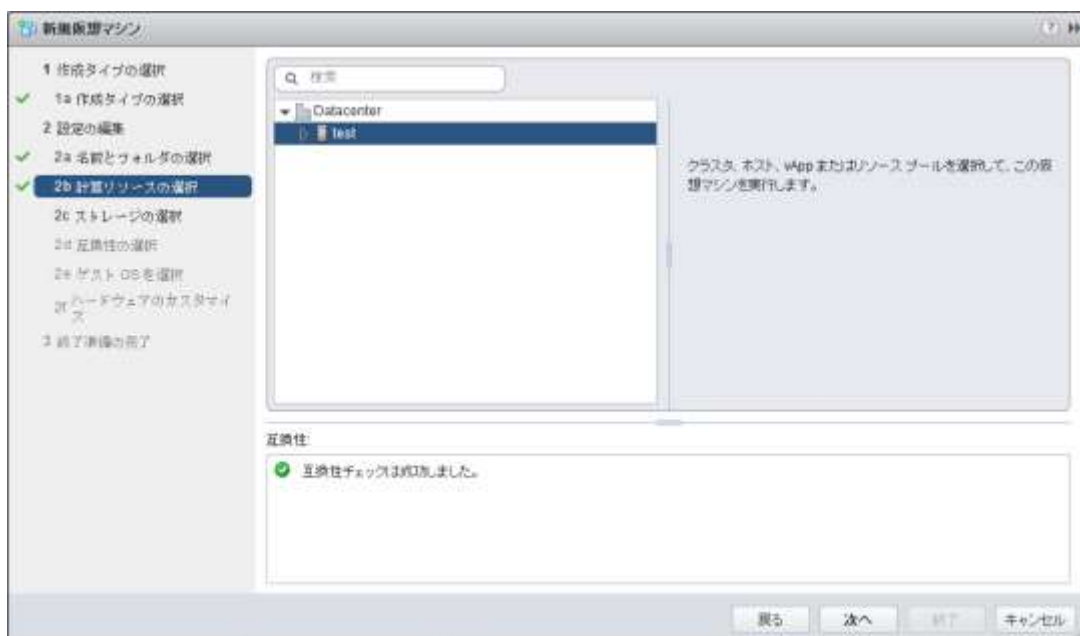 新規仮想マシン
1 作成タイプの選択
1a 作成タイプの選択
2 設定の編集
2a 名前とフォルダの選択
2b 計算リソースの選択
2c ストレージの選択
2d 互換性の選択
2e ゲスト OSを選択
2f ハードウェアのカスタマイ
ズ
3 終了準備の完了
検索
Datacenter
test
クラスタ、ホスト、vApp またはリソース プールを選択して、この仮
想マシンを実行します。
互換性:
互換性チェックは成功しました。
戻る
次へ
終了
キャンセル